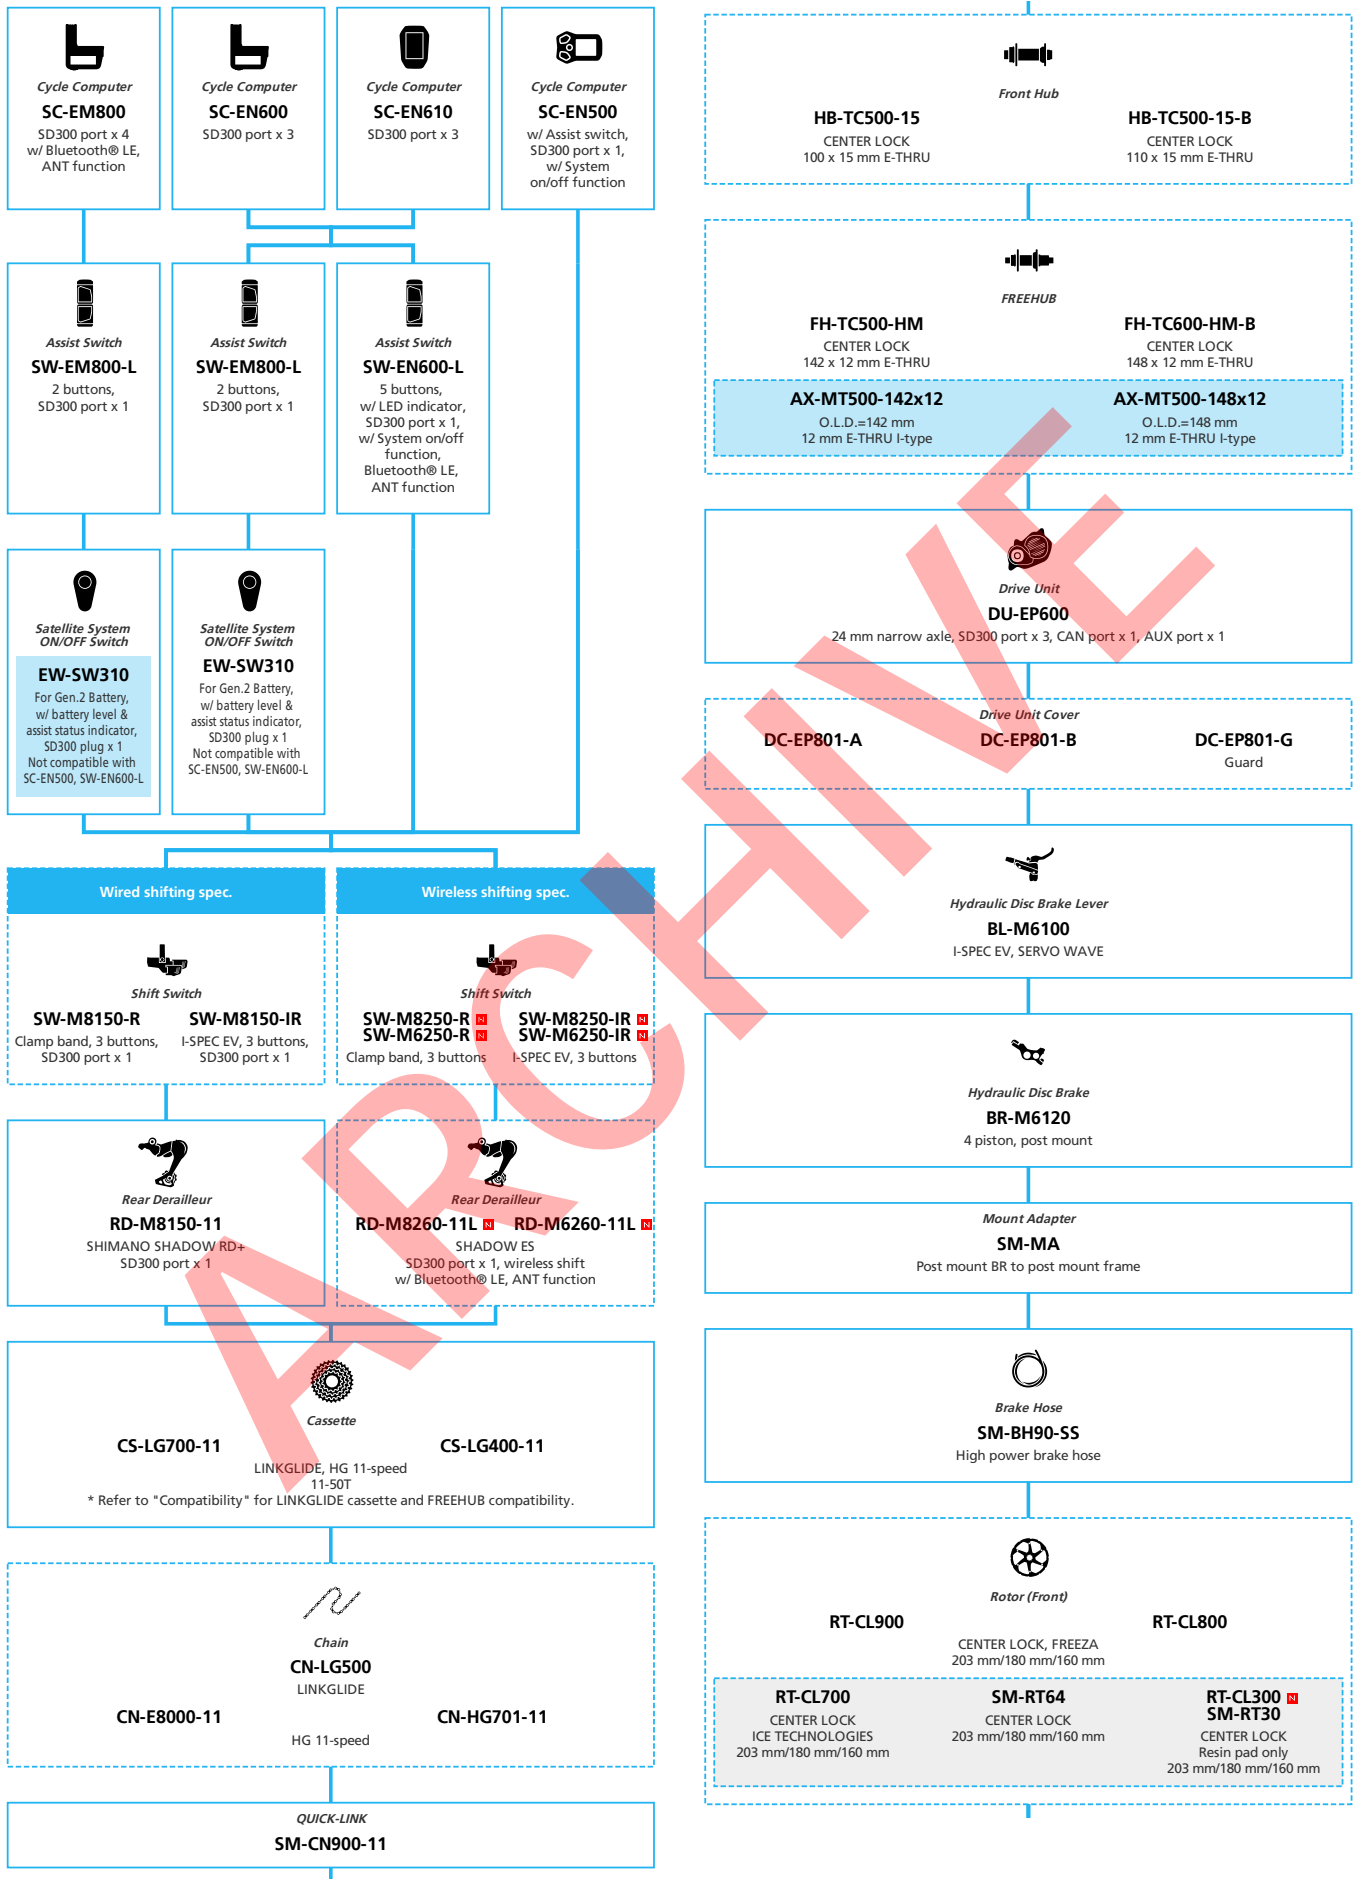 Cycle Computer
SC-EM800
SD300 port x 4
w/ Bluetooth® LE,
ANT function
Cycle Computer
SC-EN600
SD300 port x 3
Cycle Computer
SC-EN610
SD300 port x 3
Cycle Computer
SC-EN500
w/ Assist switch,
SD300 port x 1,
w/ System
on/off function
Assist Switch
SW-EM800-L
2 buttons,
SD300 port x 1
Assist Switch
SW-EM800-L
2 buttons,
SD300 port x 1
Assist Switch
SW-EN600-L
5 buttons,
w/ LED indicator,
SD300 port x 1,
w/ System on/off
function,
Bluetooth® LE,
ANT function
Satellite System
ON/OFF Switch
EW-SW310
For Gen.2 Battery,
w/ battery level &
assist status indicator,
SD300 plug x 1
Not compatible with
SC-EN500, SW-EN600-L
Satellite System
ON/OFF Switch
EW-SW310
For Gen.2 Battery,
w/ battery level &
assist status indicator,
SD300 plug x 1
Not compatible with
SC-EN500, SW-EN600-L
Wired shifting spec.
Shift Switch
SW-M8150-R
Clamp band, 3 buttons,
SD300 port x 1
SW-M8150-IR
I-SPEC EV, 3 buttons,
SD300 port x 1
Wireless shifting spec.
Shift Switch
SW-M8250-R N
SW-M6250-R N
Clamp band, 3 buttons
SW-M8250-IR N
SW-M6250-IR N
I-SPEC EV, 3 buttons
Rear Derailleur
RD-M8150-11
SHIMANO SHADOW RD+
SD300 port x 1
Rear Derailleur
RD-M8260-11L N RD-M6260-11L N
SHADOW ES
SD300 port x 1, wireless shift
w/ Bluetooth® LE, ANT function
Cassette
CS-LG700-11 CS-LG400-11
LINKGLIDE, HG 11-speed
11-50T
* Refer to "Compatibility" for LINKGLIDE cassette and FREEHUB compatibility.
Chain
CN-LG500
LINKGLIDE
CN-E8000-11 CN-HG701-11
HG 11-speed
QUICK-LINK
SM-CN900-11
Front Hub
HB-TC500-15
CENTER LOCK
100 x 15 mm E-THRU
HB-TC500-15-B
CENTER LOCK
110 x 15 mm E-THRU
FREEHUB
FH-TC500-HM
CENTER LOCK
142 x 12 mm E-THRU
FH-TC600-HM-B
CENTER LOCK
148 x 12 mm E-THRU
AX-MT500-142x12
O.L.D.=142 mm
12 mm E-THRU I-type
AX-MT500-148x12
O.L.D.=148 mm
12 mm E-THRU I-type
Drive Unit
DU-EP600
24 mm narrow axle, SD300 port x 3, CAN port x 1, AUX port x 1
Drive Unit Cover
DC-EP801-A DC-EP801-B DC-EP801-G
Guard
Hydraulic Disc Brake Lever
BL-M6100
I-SPEC EV, SERVO WAVE
Hydraulic Disc Brake
BR-M6120
4 piston, post mount
Mount Adapter
SM-MA
Post mount BR to post mount frame
Brake Hose
SM-BH90-SS
High power brake hose
Rotor (Front)
RT-CL900 RT-CL800
CENTER LOCK, FREEZA
203 mm/180 mm/160 mm
RT-CL700
CENTER LOCK
ICE TECHNOLOGIES
203 mm/180 mm/160 mm
SM-RT64
CENTER LOCK
203 mm/180 mm/160 mm
RT-CL300 N
SM-RT30
CENTER LOCK
Resin pad only
203 mm/180 mm/160 mm
ARCHIVE